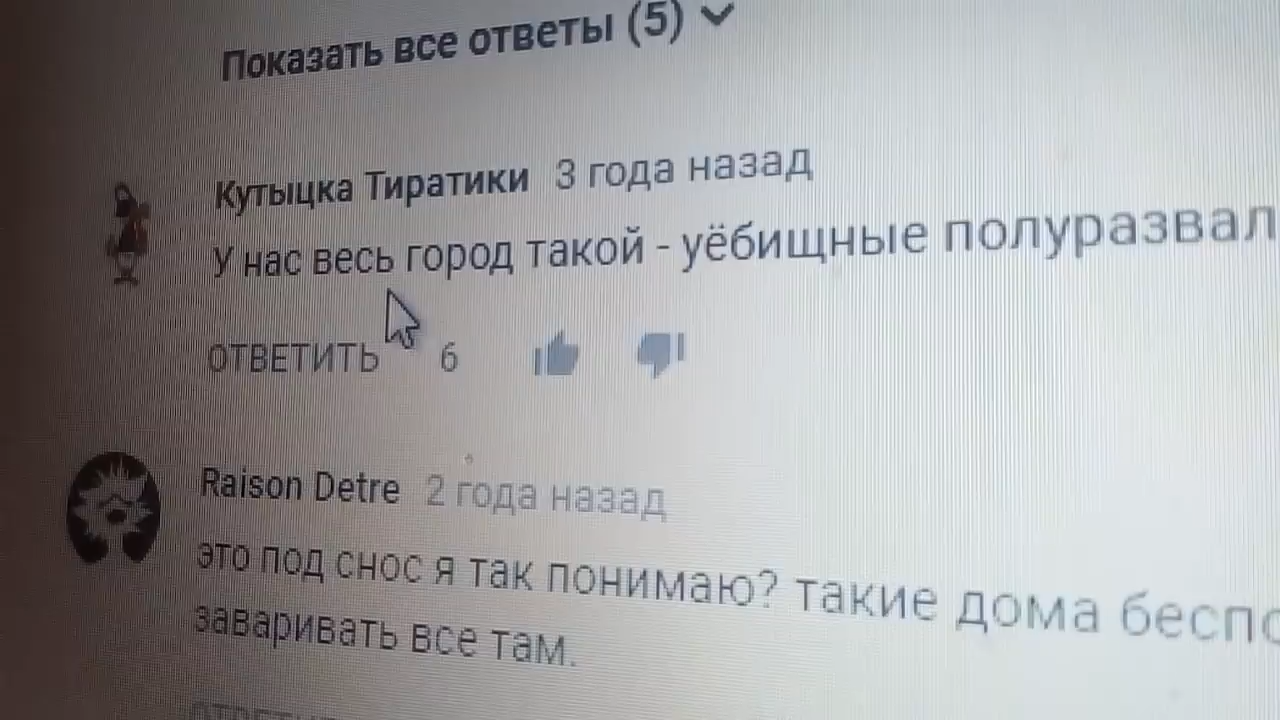 Показать все ответы (5)
Кутыцка Тиратики 3 года назад
У нас весь город такой - уёбищные полуразвал
ОТВЕТИТЬ 6
Raison Detre 2 года назад
это под снос я так понимаю? такие дома беспо
заваривать все там.